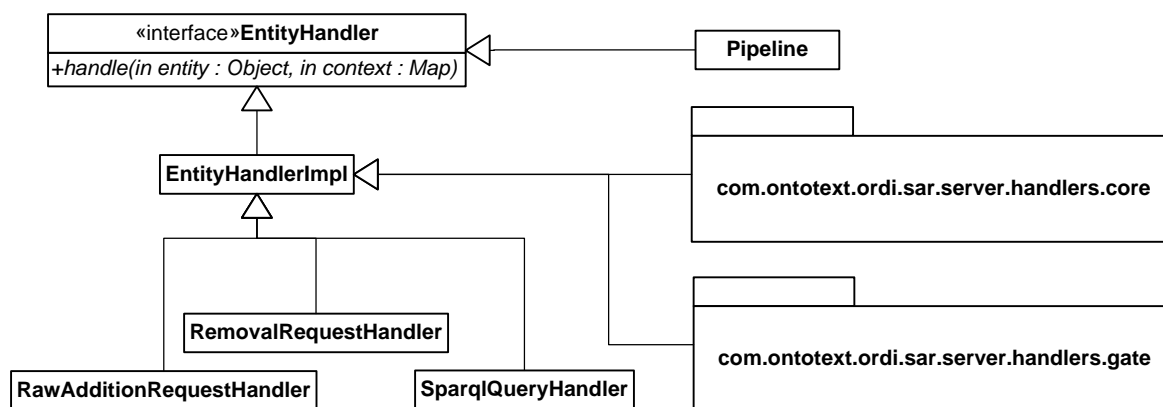 «interface»EntityHandler
+handle(in entity : Object, in context : Map)
Pipeline
EntityHandlerImpl
com.ontotext.ordi.sar.server.handlers.core
RemovalRequestHandler
RawAdditionRequestHandler
SparqlQueryHandler
com.ontotext.ordi.sar.server.handlers.gate